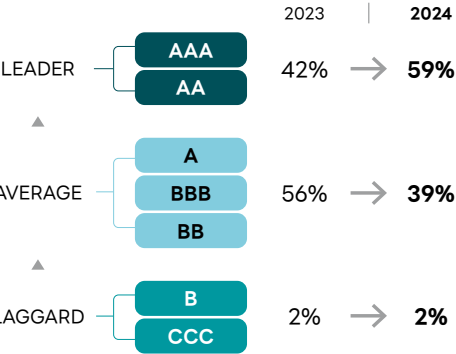 2023 | 2024
AAA
LEADER 42% → 59%
AA
A
AVERAGE BBB 56% → 39%
BB
B
LAGGARD 2% → 2%
CCC